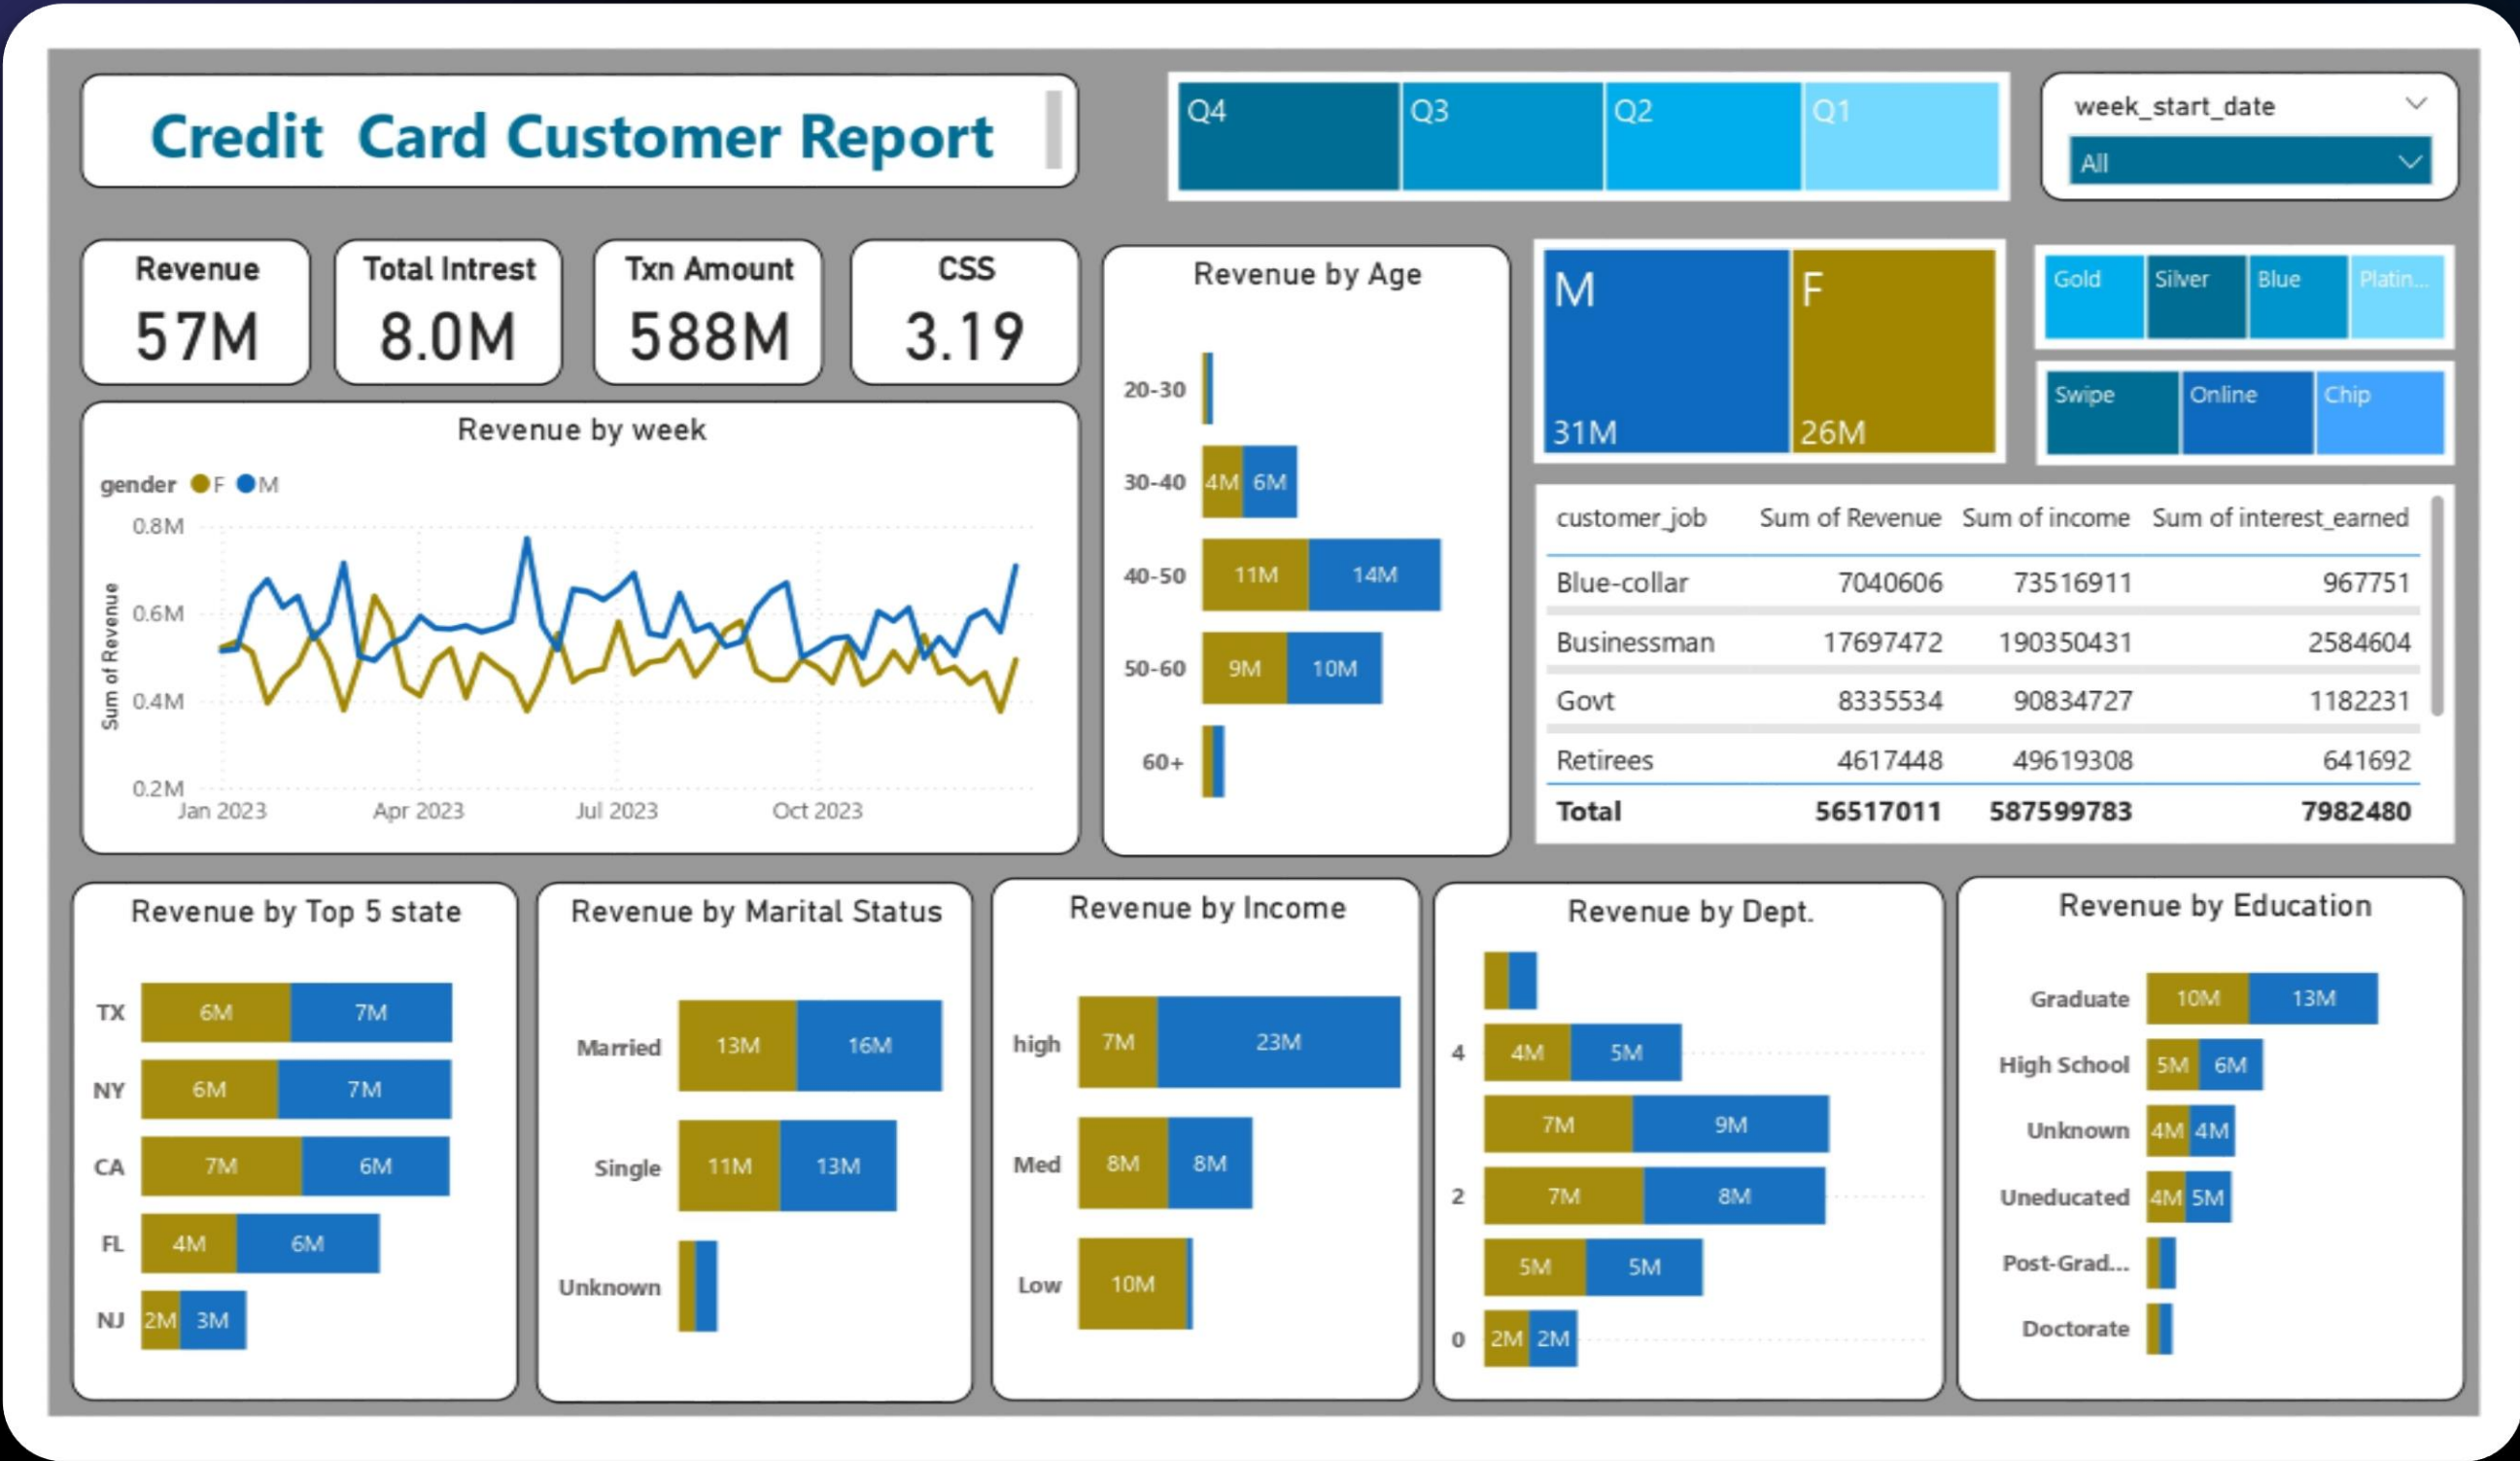 Credit Card Customer Report
Q4
Q3
Q2
Q1
week_start_date
All
Revenue
57M
Total Intrest
8.0M
Txn Amount
588M
CSS
3.19
Revenue by week
gender F M
Sum of Revenue
0.8M
0.6M
0.4M
0.2M
Jan 2023 Apr 2023 Jul 2023 Oct 2023
Revenue by Age
20-30
30-40 4M 6M
40-50 11M 14M
50-60 9M 10M
60+
M
31M
F
26M
Gold Silver Blue Platin...
Swipe Online Chip
customer_job Sum of Revenue Sum of income Sum of interest_earned
Blue-collar 7040606 73516911 967751
Businessman 17697472 190350431 2584604
Govt 8335534 90834727 1182231
Retirees 4617448 49619308 641692
Total 56517011 587599783 7982480
Revenue by Top 5 state
TX 6M 7M
NY 6M 7M
CA 7M 6M
FL 4M 6M
NJ 2M 3M
Revenue by Marital Status
Married 13M 16M
Single 11M 13M
Unknown
Revenue by Income
high 7M 23M
Med 8M 8M
Low 10M
Revenue by Dept.
4 4M 5M
7M 9M
2 7M 8M
5M 5M
0 2M 2M
Revenue by Education
Graduate 10M 13M
High School 5M 6M
Unknown 4M 4M
Uneducated 4M 5M
Post-Grad...
Doctorate